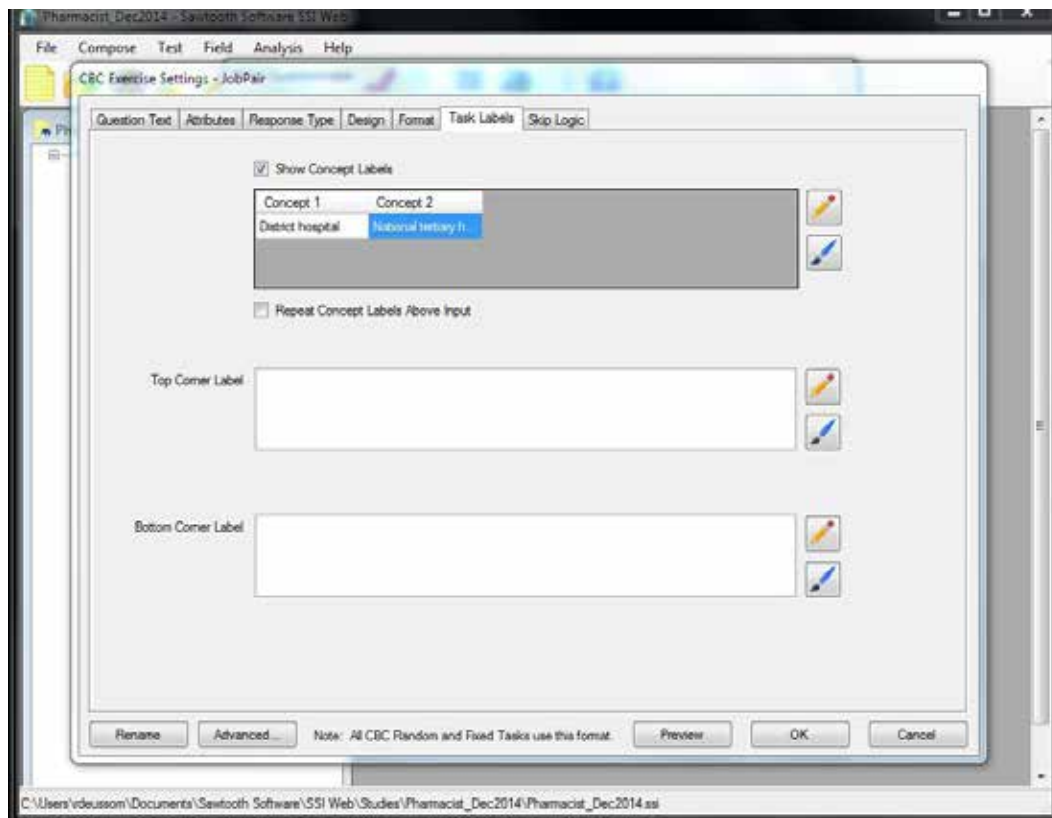 Pharmacist_Dec2014 - Sawtooth Software SSI Web
File Compose Test Field Analysis Help
CBC Exercise Settings - JobPair
Question Text Attributes Response Type Design Format Task Labels Skip Logic
Show Concept Labels
Concept 1 Concept 2
District hospital National tertiary h...
Repeat Concept Labels Above Input
Top Corner Label
Bottom Corner Label
Rename Advanced... Note: All CBC Random and Fixed Tasks use this format. Preview OK Cancel
C:\Users\rdeussom\Documents\Sawtooth Software\SSI Web\Studies\Pharmacist_Dec2014\Pharmacist_Dec2014.ssi